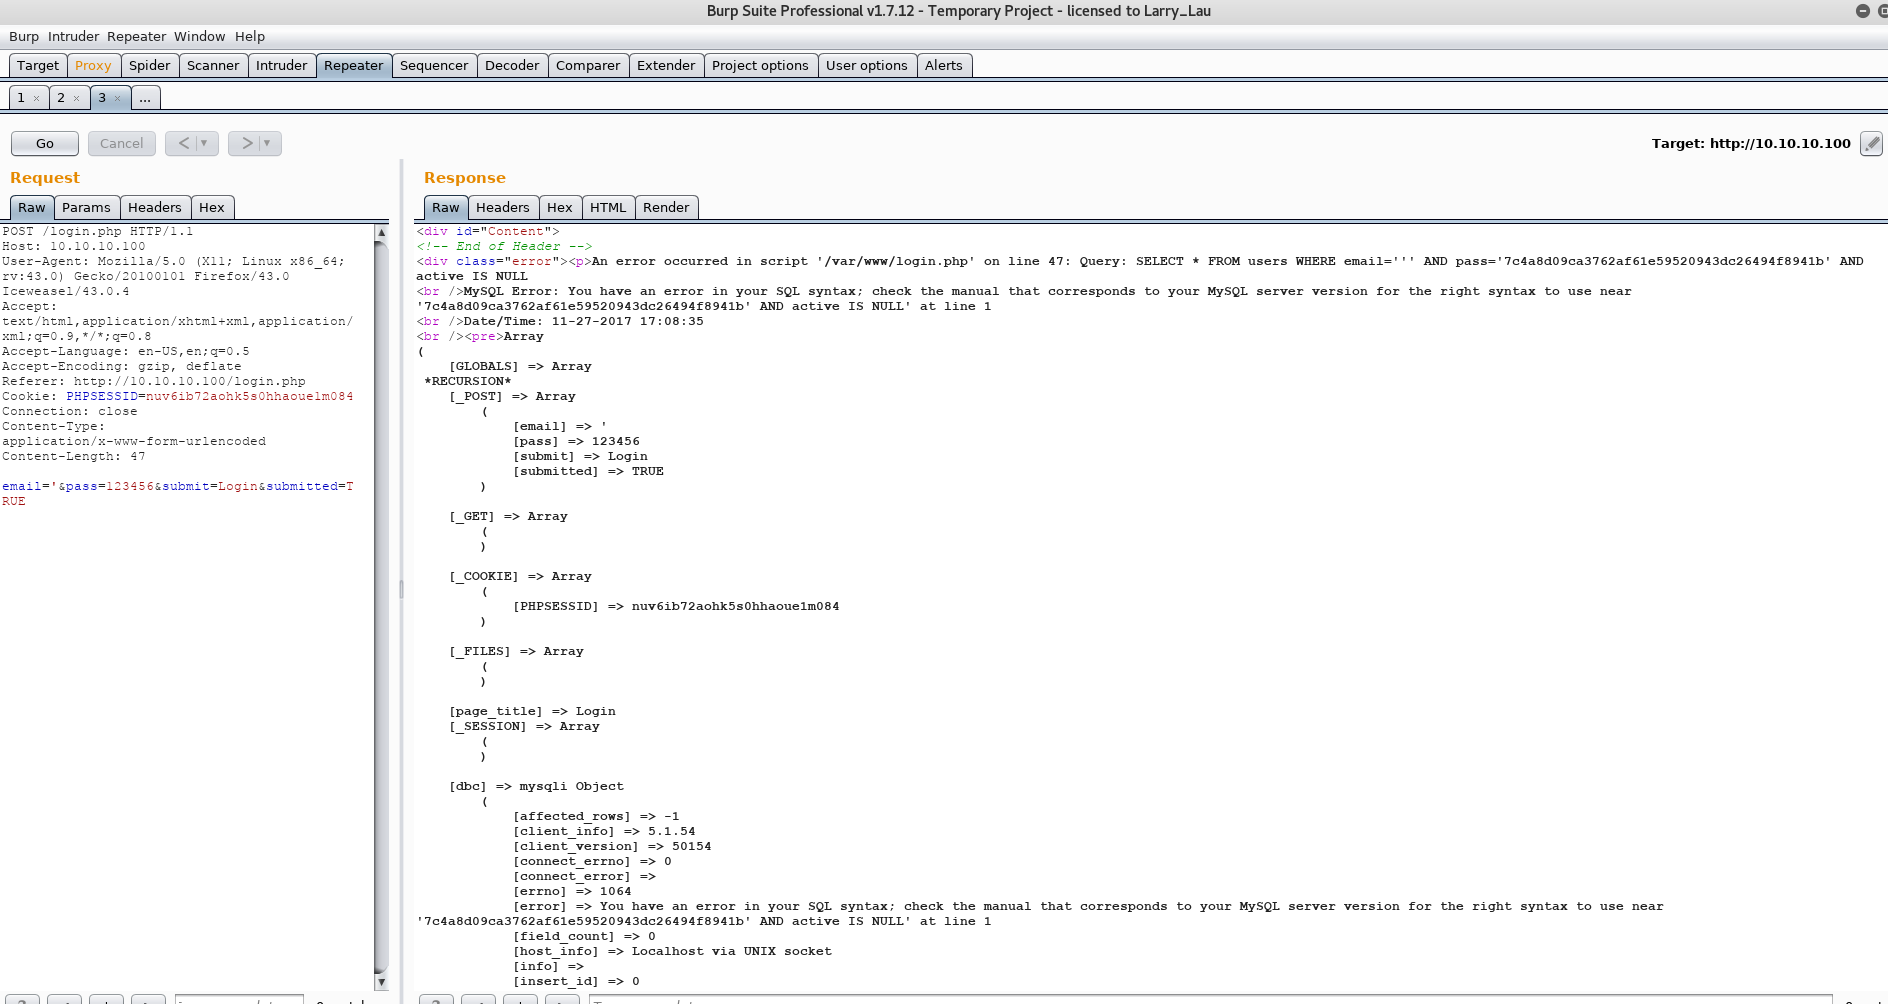 Burp Suite Professional v1.7.12 - Temporary Project - licensed to Larry_Lau
Burp Intruder Repeater Window Help
Target Proxy Spider Scanner Intruder Repeater Sequencer Decoder Comparer Extender Project options User options Alerts
1 × 2 × 3 × ...
Go Cancel < > Target: http://10.10.10.100
Request
Raw Params Headers Hex
POST /login.php HTTP/1.1
Host: 10.10.10.100
User-Agent: Mozilla/5.0 (X11; Linux x86_64;
rv:43.0) Gecko/20100101 Firefox/43.0
Iceweasel/43.0.4
Accept:
text/html,application/xhtml+xml,application/
xml;q=0.9,*/*;q=0.8
Accept-Language: en-US,en;q=0.5
Accept-Encoding: gzip, deflate
Referer: http://10.10.10.100/login.php
Cookie: PHPSESSID=nuv6ib72aohk5s0hhaoue1m084
Connection: close
Content-Type:
application/x-www-form-urlencoded
Content-Length: 47
email='&pass=123456&submit=Login&submitted=T
RUE
Response
Raw Headers Hex HTML Render
<div id="Content">
<!-- End of Header -->
<div class="error"><p>An error occurred in script '/var/www/login.php' on line 47: Query: SELECT * FROM users WHERE email=''' AND pass='7c4a8d09ca3762af61e59520943dc26494f8941b' AND
active IS NULL
<br />MySQL Error: You have an error in your SQL syntax; check the manual that corresponds to your MySQL server version for the right syntax to use near
'7c4a8d09ca3762af61e59520943dc26494f8941b' AND active IS NULL' at line 1
<br />Date/Time: 11-27-2017 17:08:35
<br /><pre>Array
(
[GLOBALS] => Array
*RECURSION*
[_POST] => Array
(
[email] => '
[pass] => 123456
[submit] => Login
[submitted] => TRUE
)
[_GET] => Array
(
)
[_COOKIE] => Array
(
[PHPSESSID] => nuv6ib72aohk5s0hhaoue1m084
)
[_FILES] => Array
(
)
[page_title] => Login
[_SESSION] => Array
(
)
[dbc] => mysqli Object
(
[affected_rows] => -1
[client_info] => 5.1.54
[client_version] => 50154
[connect_errno] => 0
[connect_error] =>
[errno] => 1064
[error] => You have an error in your SQL syntax; check the manual that corresponds to your MySQL server version for the right syntax to use near
'7c4a8d09ca3762af61e59520943dc26494f8941b' AND active IS NULL' at line 1
[field_count] => 0
[host_info] => Localhost via UNIX socket
[info] =>
[insert_id] => 0